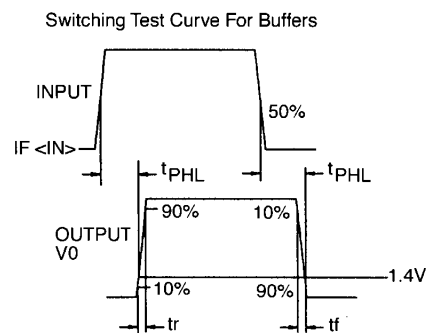 Switching Test Curve For Buffers
INPUT
50%
IF <IN>
tPHL
tPHL
90%
10%
OUTPUT
V0
1.4V
10%
90%
tr
tf